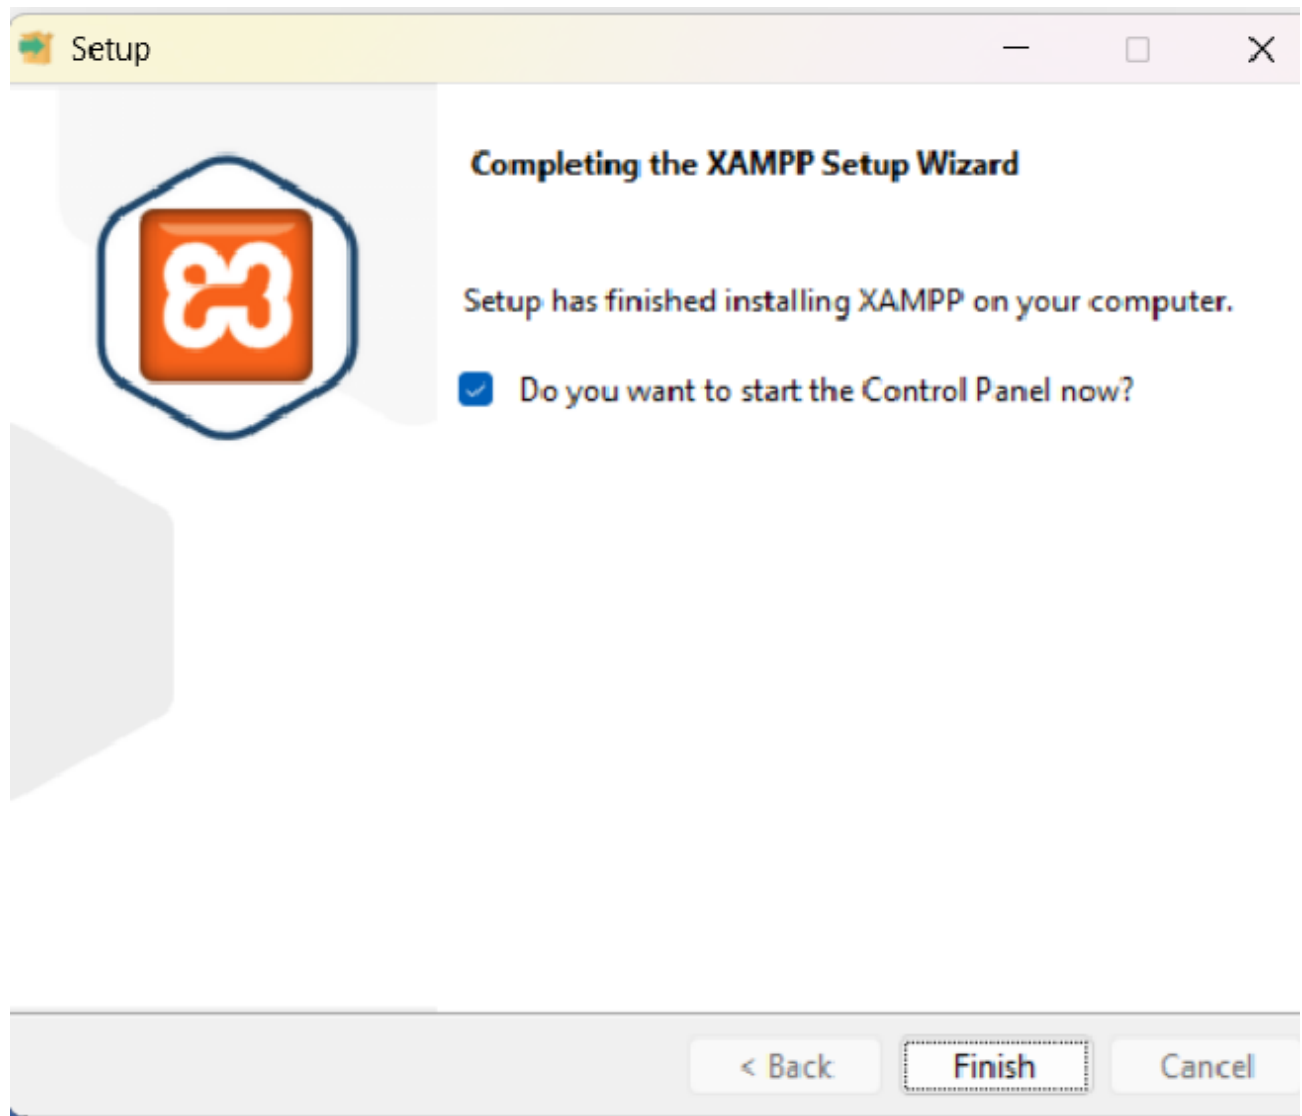 Setup
Completing the XAMPP Setup Wizard
Setup has finished installing XAMPP on your computer.
Do you want to start the Control Panel now?
< Back
Finish
Cancel